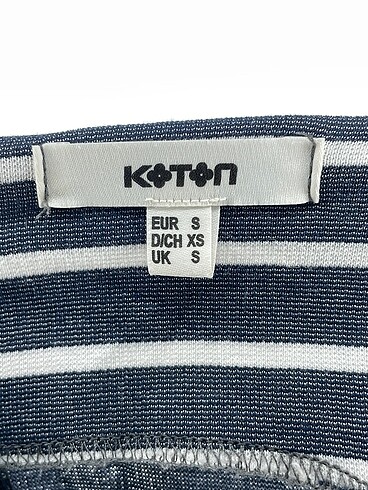 KOTON
EUR S
D/CH XS
UK S